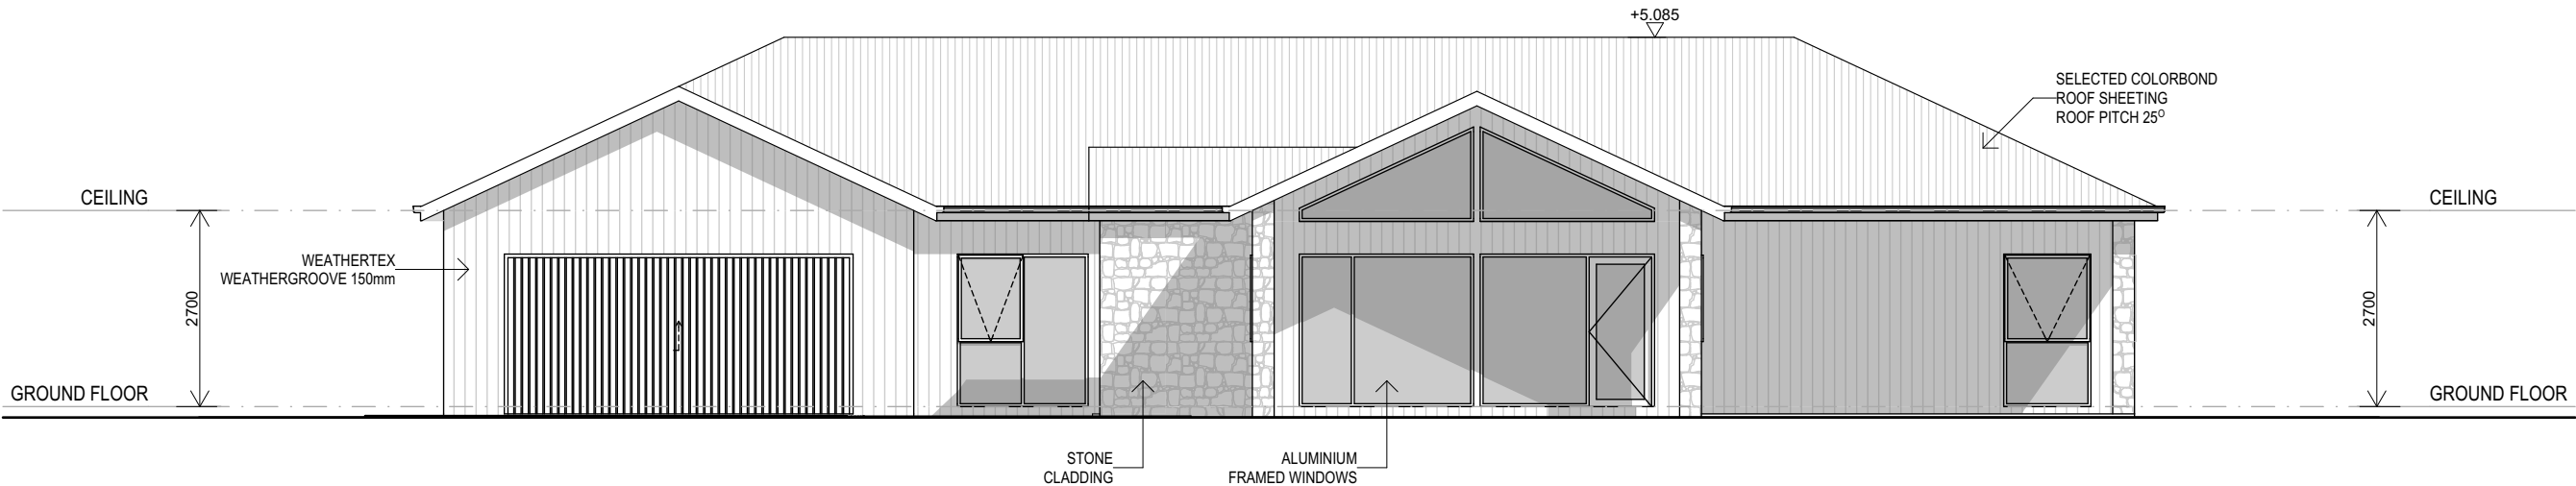 +5.085
SELECTED COLORBOND
ROOF SHEETING
ROOF PITCH 25⁰
CEILING
CEILING
WEATHERTEX
WEATHERGROOVE 150mm
2700
2700
GROUND FLOOR
GROUND FLOOR
STONE
CLADDING
ALUMINIUM
FRAMED WINDOWS